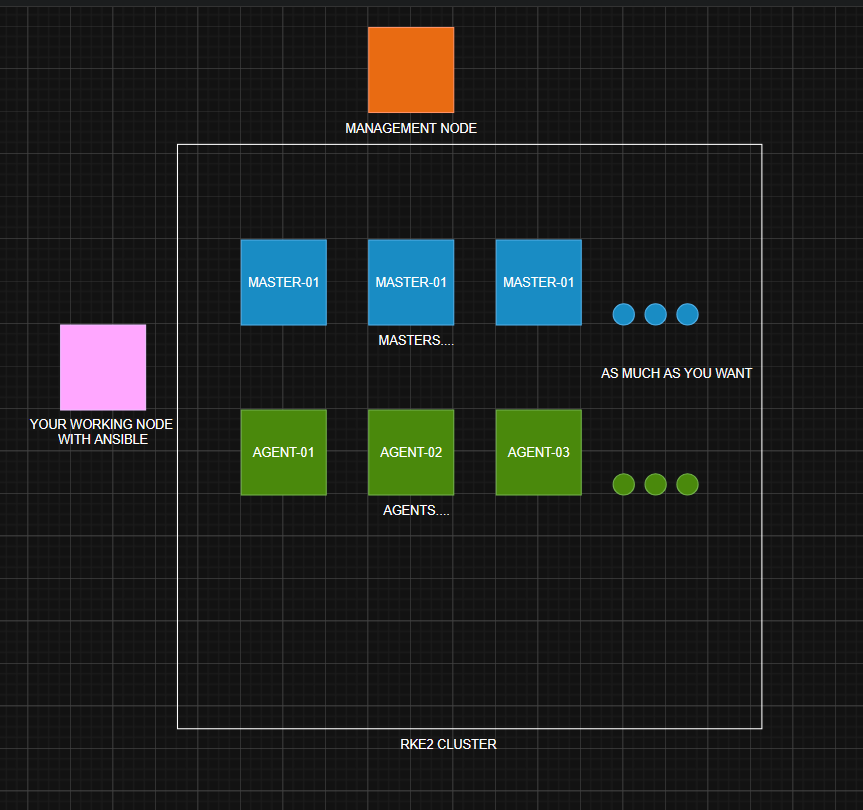 MANAGEMENT NODE
MASTER-01
MASTER-01
MASTER-01
MASTERS....
AS MUCH AS YOU WANT
YOUR WORKING NODE
WITH ANSIBLE
AGENT-01
AGENT-02
AGENT-03
AGENTS....
RKE2 CLUSTER